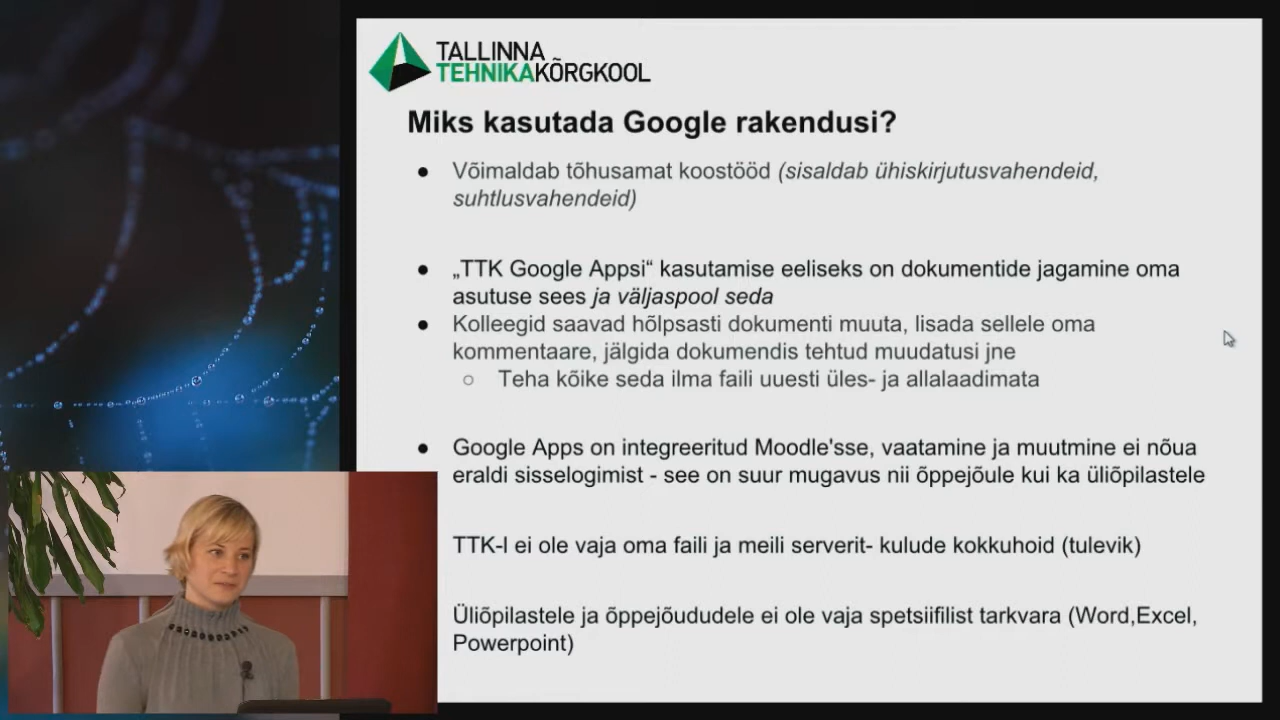 TALLINNA
TEHNIKAKÕRGKOOL
Miks kasutada Google rakendusi?
● Võimaldab tõhusamat koostööd (sisaldab ühiskirjutusvahendeid,
suhtlusvahendeid)
● „TTK Google Appsi“ kasutamise eeliseks on dokumentide jagamine oma
asutuse sees ja väljaspool seda
● Kolleegid saavad hõlpsasti dokumenti muuta, lisada sellele oma
kommentaare, jälgida dokumendis tehtud muudatusi jne
○ Teha kõike seda ilma faili uuesti üles- ja allalaadimata
● Google Apps on integreeritud Moodle'sse, vaatamine ja muutmine ei nõua
eraldi sisselogimist - see on suur mugavus nii õppejõule kui ka üliõpilastele
TTK-l ei ole vaja oma faili ja meili serverit- kulude kokkuhoid (tulevik)
Üliõpilastele ja õppejõududele ei ole vaja spetsiifilist tarkvara (Word,Excel,
Powerpoint)